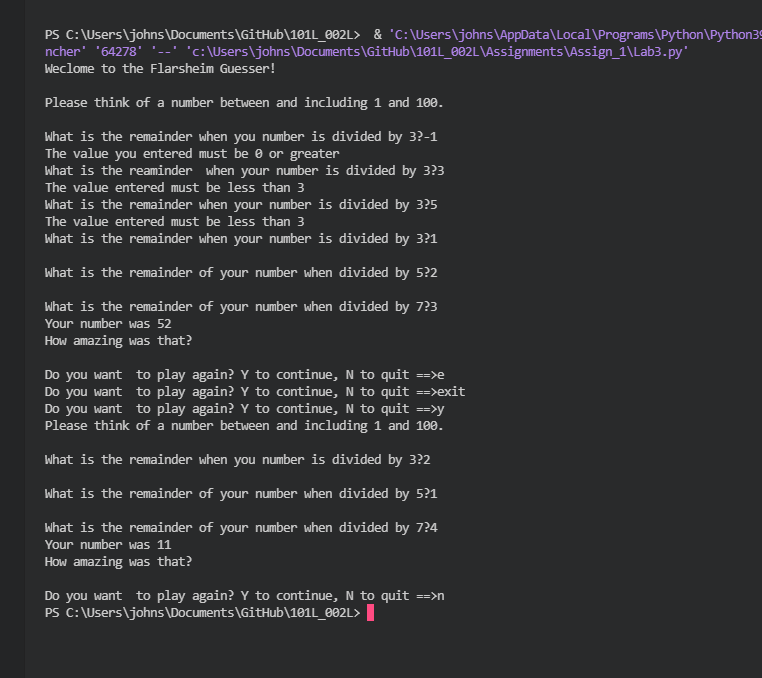 PS C:\Users\johns\Documents\GitHub\101L_002L>  & 'C:\Users\johns\AppData\Local\Programs\Python\Python39
ncher' '64278' '--' 'c:\Users\johns\Documents\GitHub\101L_002L\Assignments\Assign_1\Lab3.py'
Weclome to the Flarsheim Guesser!
Please think of a number between and including 1 and 100.
What is the remainder when you number is divided by 3?-1
The value you entered must be 0 or greater
What is the reaminder  when your number is divided by 3?3
The value entered must be less than 3
What is the remainder when your number is divided by 3?5
The value entered must be less than 3
What is the remainder when your number is divided by 3?1
What is the remainder of your number when divided by 5?2
What is the remainder of your number when divided by 7?3
Your number was 52
How amazing was that?
Do you want  to play again? Y to continue, N to quit ==>e
Do you want  to play again? Y to continue, N to quit ==>exit
Do you want  to play again? Y to continue, N to quit ==>y
Please think of a number between and including 1 and 100.
What is the remainder when you number is divided by 3?2
What is the remainder of your number when divided by 5?1
What is the remainder of your number when divided by 7?4
Your number was 11
How amazing was that?
Do you want  to play again? Y to continue, N to quit ==>n
PS C:\Users\johns\Documents\GitHub\101L_002L>